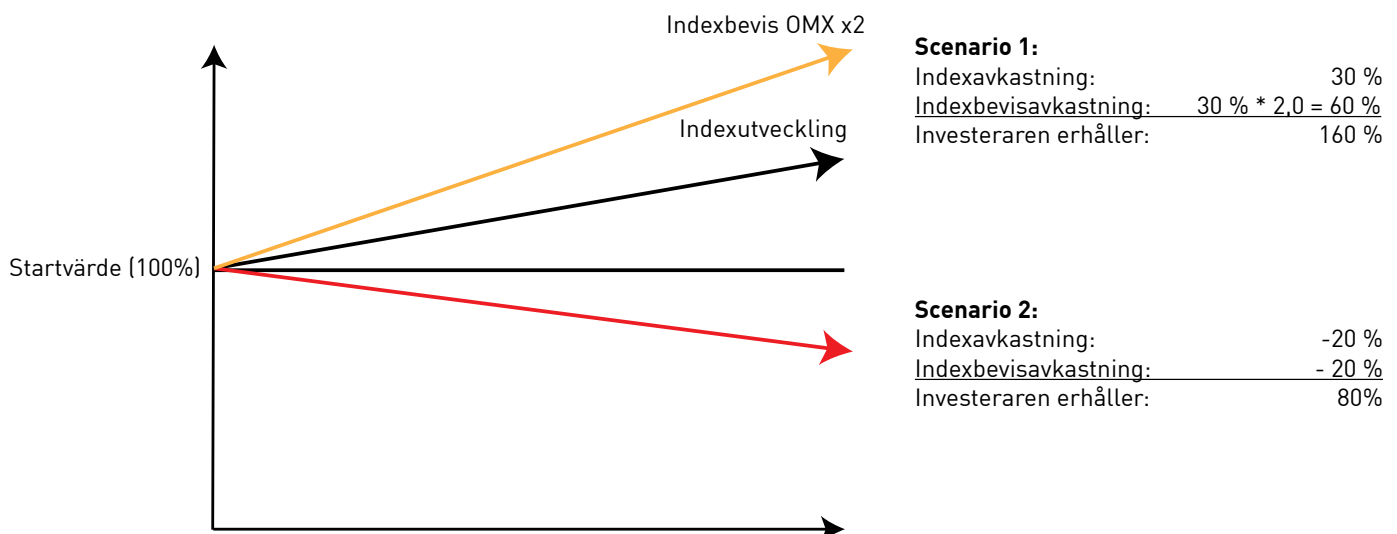 Indexbevis OMX x2
Indexutveckling
Startvärde (100%)
Scenario 1:
Indexavkastning: 30 %
Indexbevisavkastning: 30 % * 2,0 = 60 %
Investeraren erhåller: 160 %
Scenario 2:
Indexavkastning: -20 %
Indexbevisavkastning: - 20 %
Investeraren erhåller: 80%